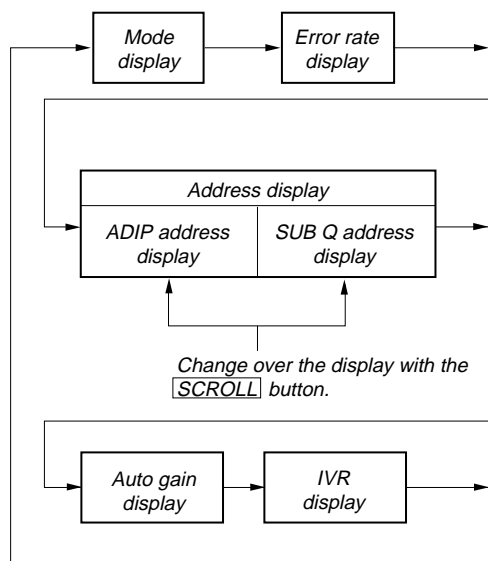 Mode
display
Error rate
display
Address display
ADIP address
display
SUB Q address
display
Change over the display with the
SCROLL button.
Auto gain
display
IVR
display